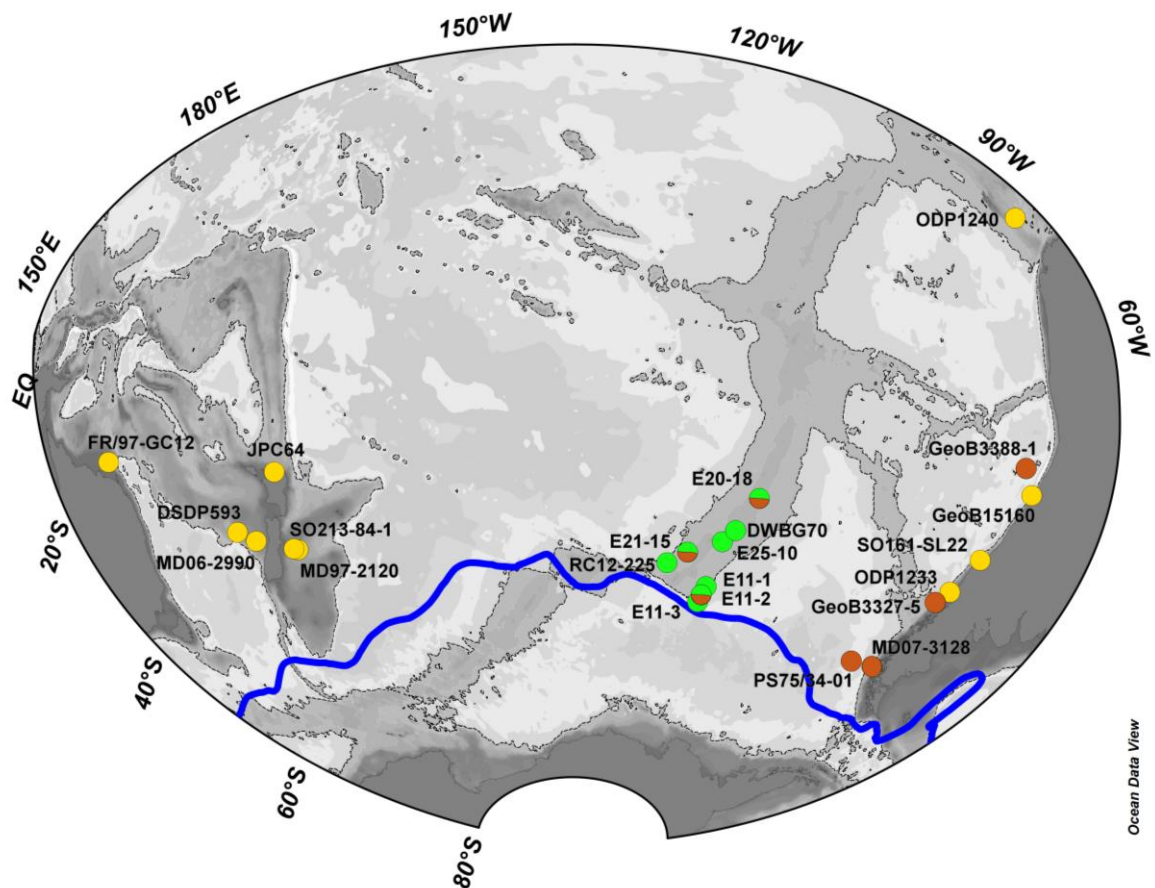 150°W
120°W
180°E
90°W
ODP1240
150°E
60°W
EQ
FR/97-GC12
JPC64
GeoB3388-1
E20-18
DSDP593
SO213-84-1
DWBG70
GeoB15160
E21-15
E25-10
SO161-SL22
MD06-2990
RC12-225
MD97-2120
20°S
E11-1
ODP1233
E11-2
GeoB3327-5
E11-3
MD07-3128
PS75/34-01
40°S
60°S
80°S
Ocean Data View